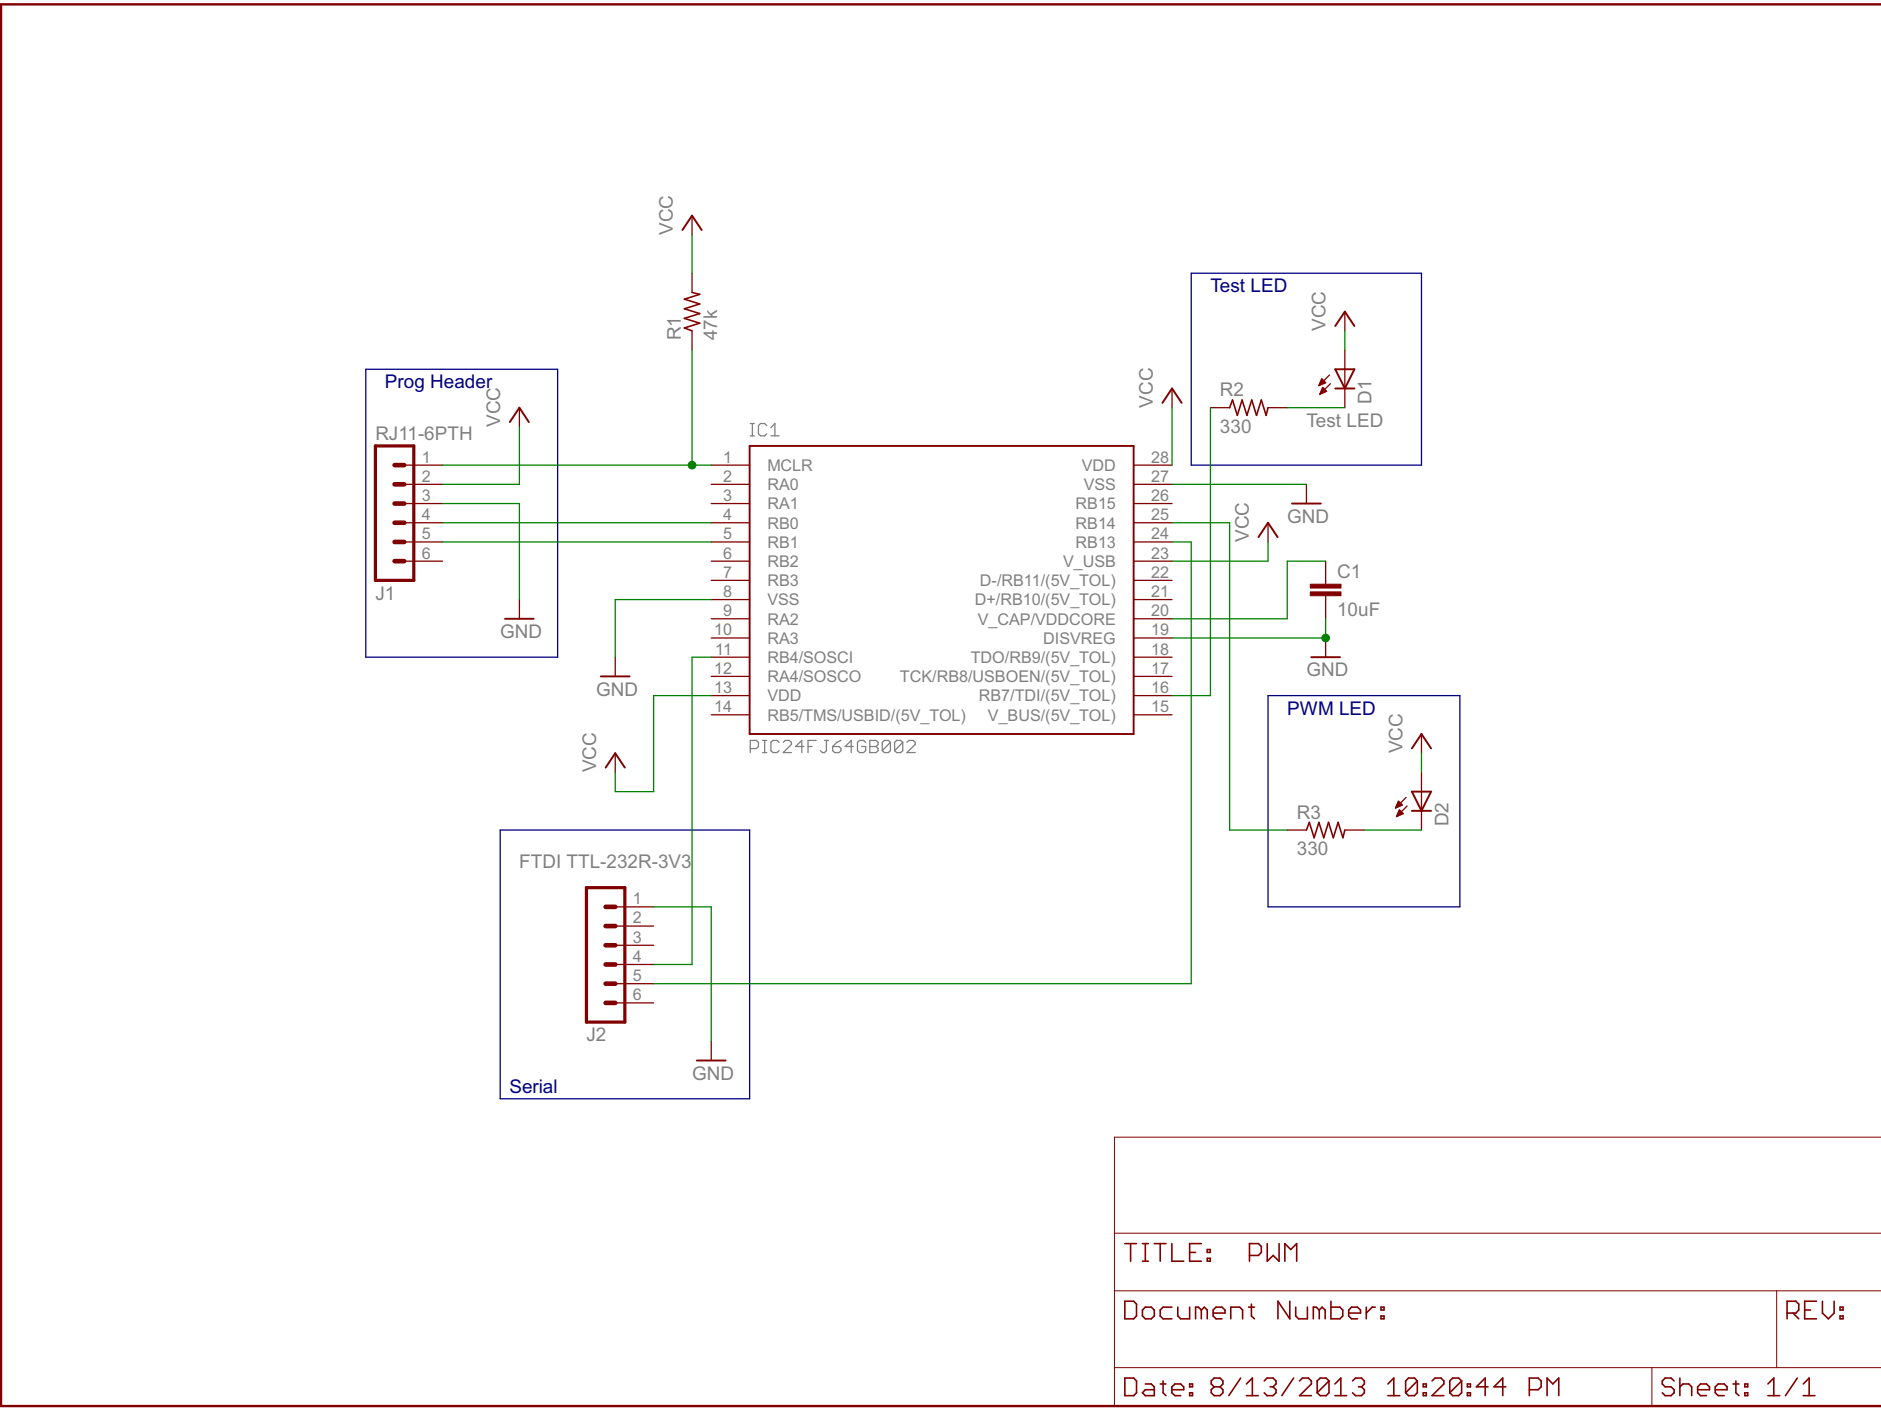 VCC
R1
47k
Prog Header
VCC
RJ11-6PTH
1
2
3
4
5
6
J1
GND
IC1
1 MCLR
2 RA0
3 RA1
4 RB0
5 RB1
6 RB2
7 RB3
8 VSS
9 RA2
10 RA3
11 RB4/SOSCI
12 RA4/SOSCO
13 VDD
14 RB5/TMS/USBID/(5V_TOL)
VDD 28
VSS 27
RB15 26
RB14 25
RB13 24
V_USB 23
D-/RB11/(5V_TOL) 22
D+/RB10/(5V_TOL) 21
V_CAP/VDDCORE 20
DISVREG 19
TDO/RB9/(5V_TOL) 18
TCK/RB8/USBOEN/(5V_TOL) 17
RB7/TDI/(5V_TOL) 16
V_BUS/(5V_TOL) 15
PIC24FJ64GB002
GND
VCC
VCC
Test LED
VCC
R2
330
D1
Test LED
GND
VCC
C1
10uF
GND
PWM LED
VCC
R3
330
D2
FTDI TTL-232R-3V3
1
2
3
4
5
6
J2
GND
Serial
TITLE: PWM
Document Number:
REV:
Date: 8/13/2013 10:20:44 PM
Sheet: 1/1